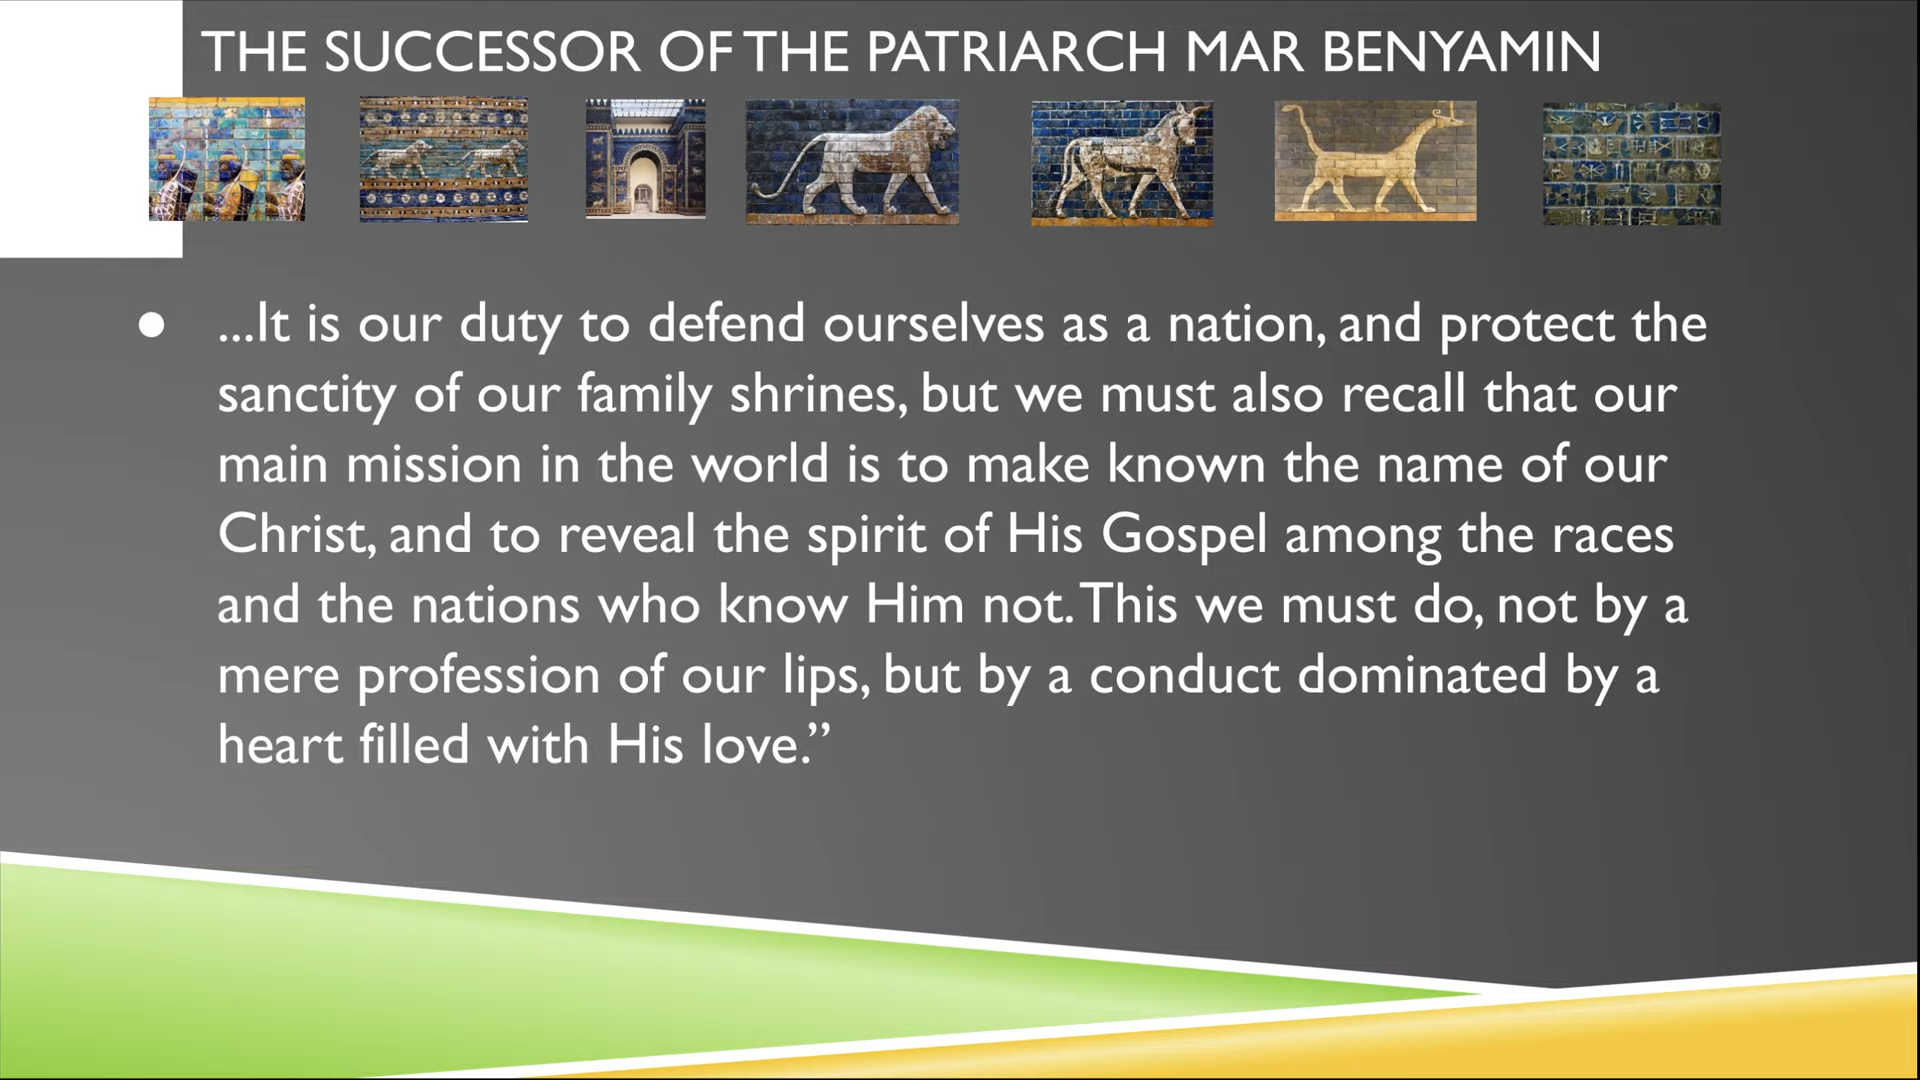 THE SUCCESSOR OF THE PATRIARCH MAR BENYAMIN
● ...It is our duty to defend ourselves as a nation, and protect the
sanctity of our family shrines, but we must also recall that our
main mission in the world is to make known the name of our
Christ, and to reveal the spirit of His Gospel among the races
and the nations who know Him not. This we must do, not by a
mere profession of our lips, but by a conduct dominated by a
heart filled with His love.”